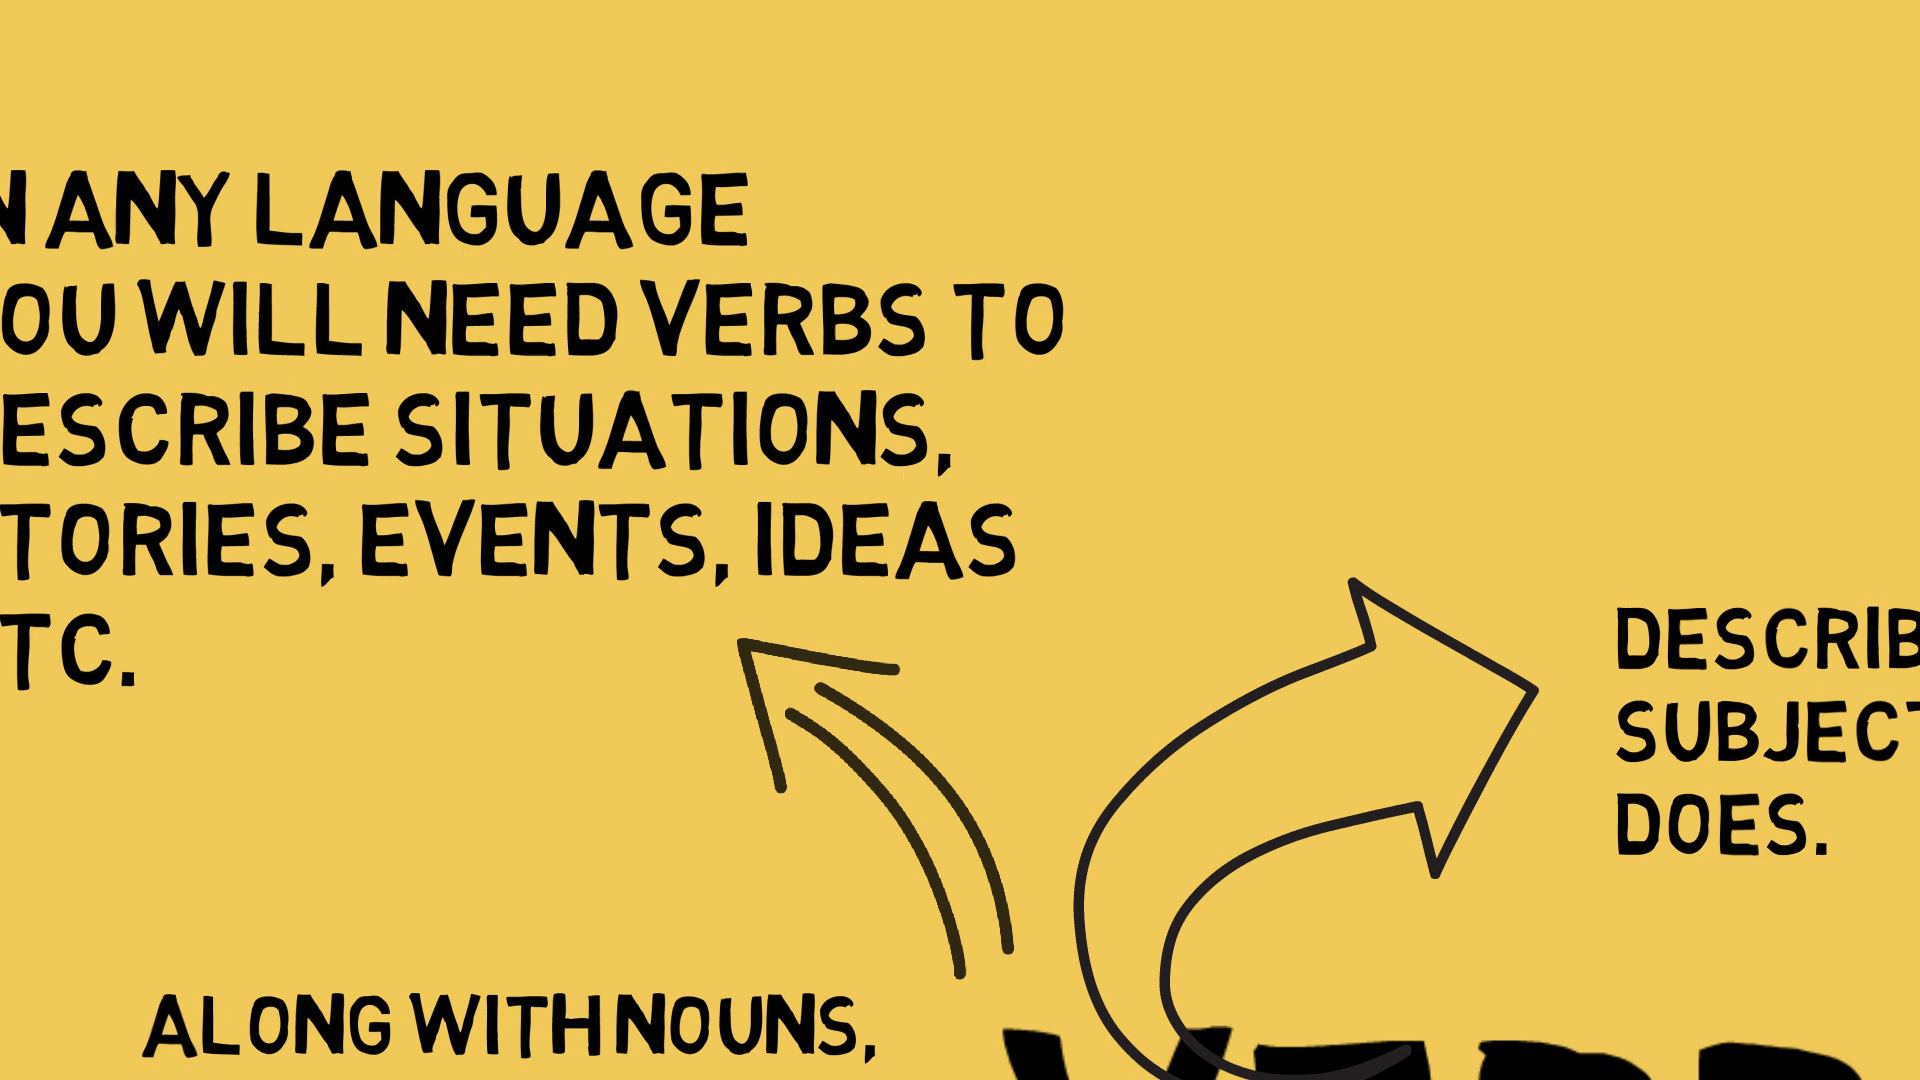 N ANY LANGUAGE
OU WILL NEED VERBS TO
ESCRIBE SITUATIONS,
TORIES, EVENTS, IDEAS
TC.
DESCRIB
SUBJECT
DOES.
ALONG WITH NOUNS,